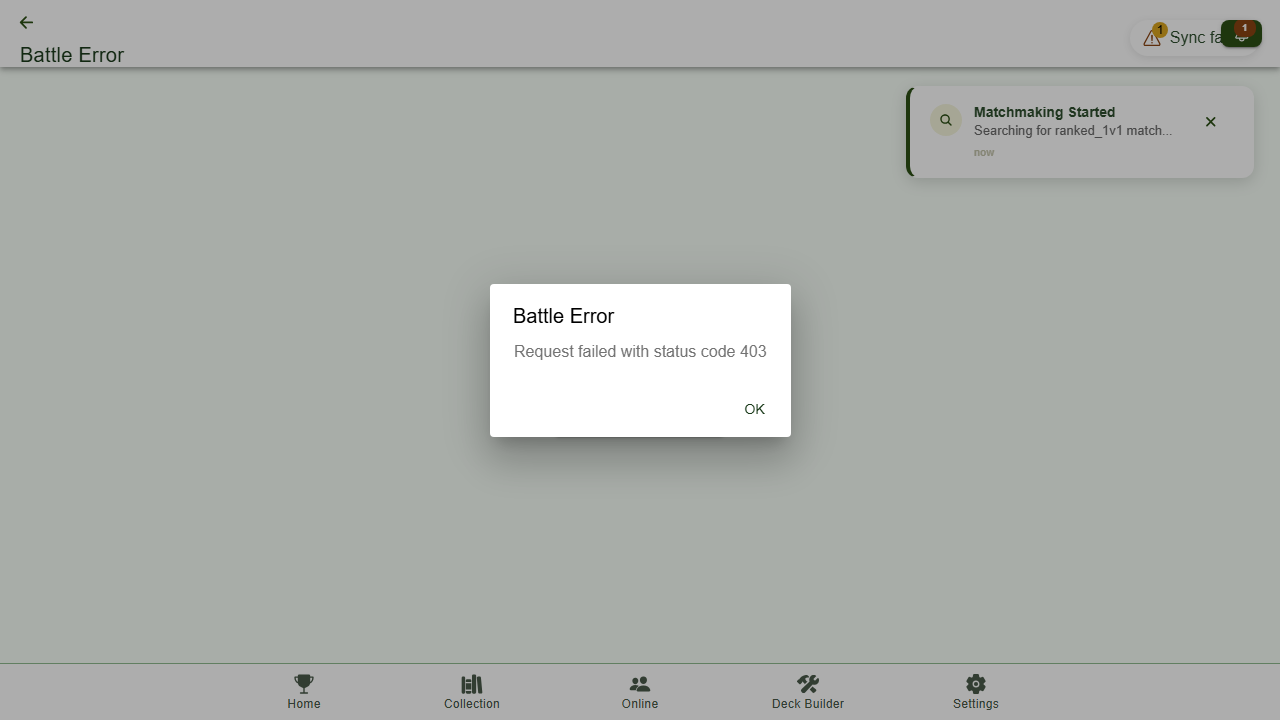 Battle Error
1
Sync fa
1
Matchmaking Started
Searching for ranked_1v1 match...
now
Battle Error
Request failed with status code 403
OK
Home
Collection
Online
Deck Builder
Settings